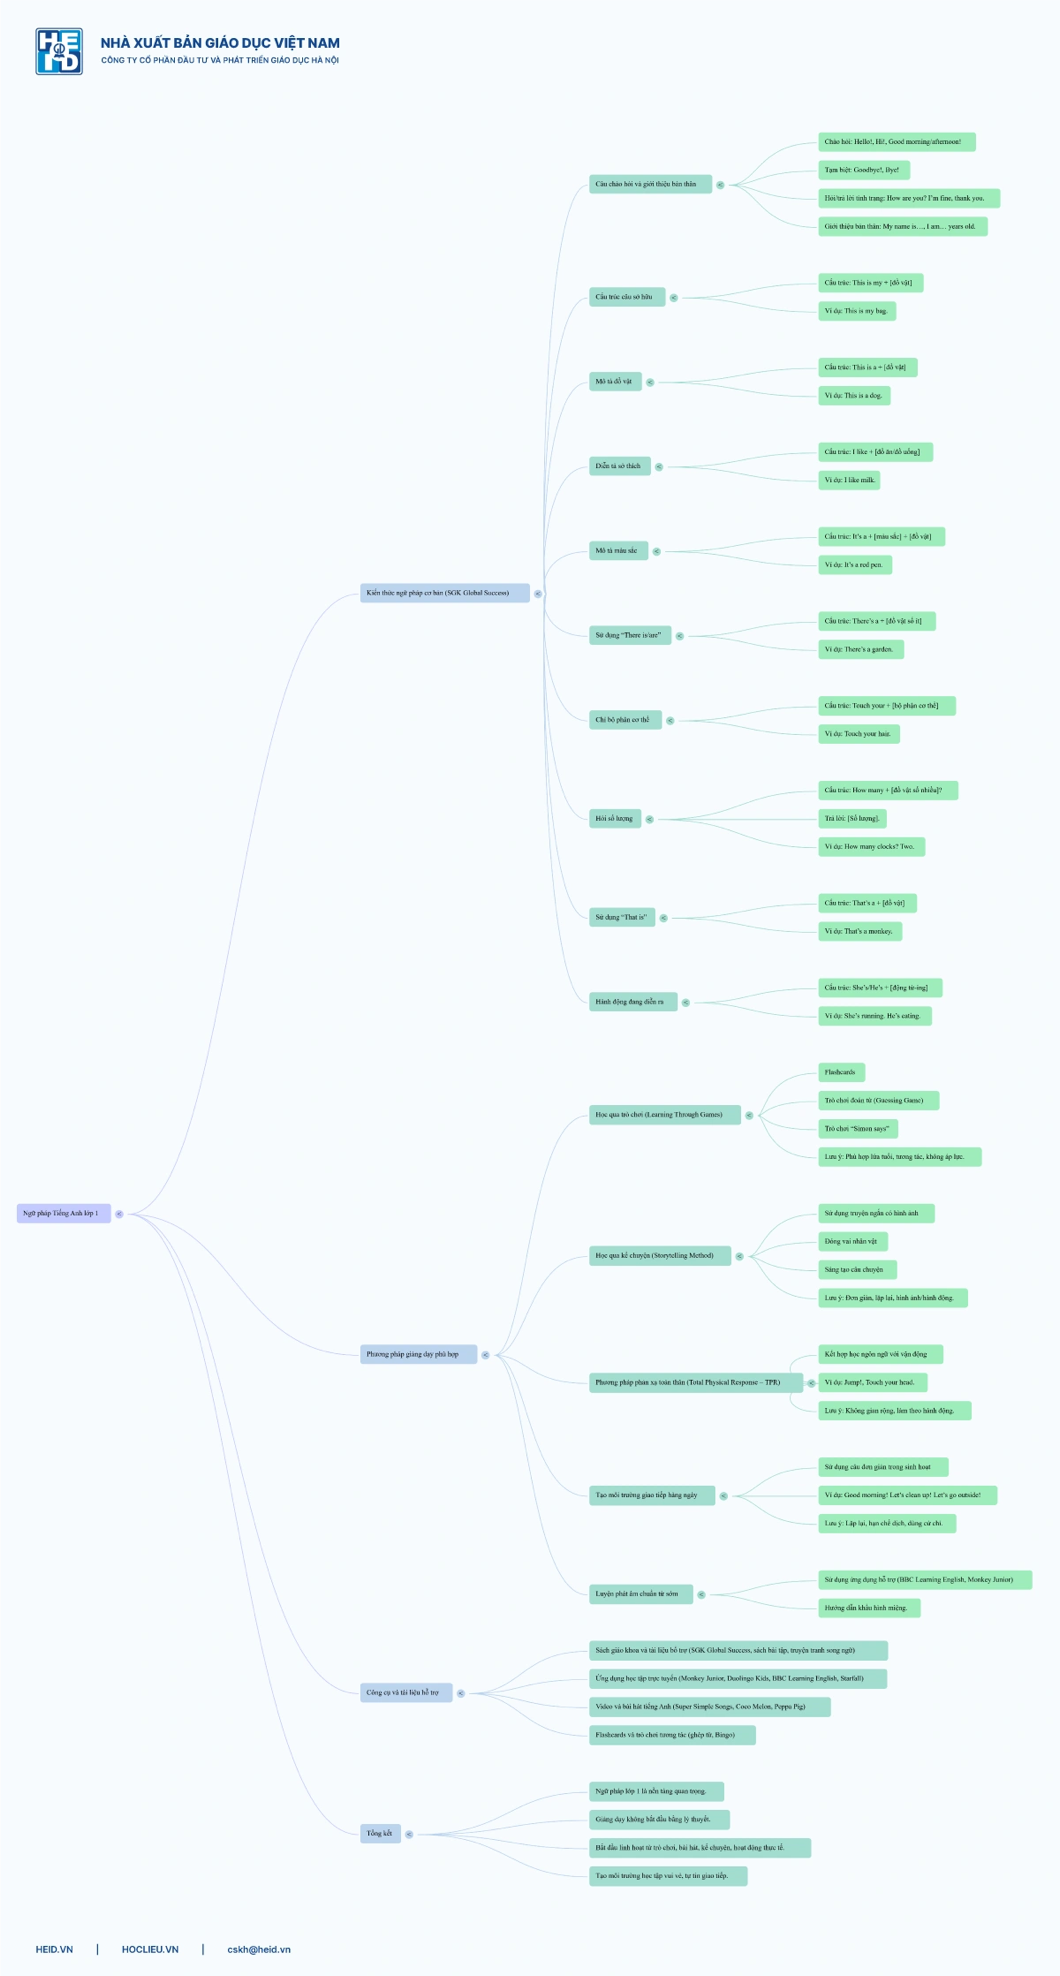 HEID
NHÀ XUẤT BẢN GIÁO DỤC VIỆT NAM
CÔNG TY CỔ PHẦN ĐẦU TƯ VÀ PHÁT TRIỂN GIÁO DỤC HÀ NỘI
Ngữ pháp Tiếng Anh lớp 1
Kiến thức ngữ pháp cơ bản (SGK Global Success)
Câu chào hỏi và giới thiệu bản thân
Chào hỏi: Hello!, Hi!, Good morning/afternoon!
Tạm biệt: Goodbye!, Bye!
Hỏi/trả lời tình trạng: How are you? I’m fine, thank you.
Giới thiệu bản thân: My name is…, I am… years old.
Cấu trúc câu sở hữu
Cấu trúc: This is my + [đồ vật]
Ví dụ: This is my bag.
Mô tả đồ vật
Cấu trúc: This is a + [đồ vật]
Ví dụ: This is a dog.
Diễn tả sở thích
Cấu trúc: I like + [đồ ăn/đồ uống]
Ví dụ: I like milk.
Mô tả màu sắc
Cấu trúc: It’s a + [màu sắc] + [đồ vật]
Ví dụ: It’s a red pen.
Sử dụng “There is/are”
Cấu trúc: There’s a + [đồ vật số ít]
Ví dụ: There’s a garden.
Chỉ bộ phận cơ thể
Cấu trúc: Touch your + [bộ phận cơ thể]
Ví dụ: Touch your hair.
Hỏi số lượng
Cấu trúc: How many + [đồ vật số nhiều]?
Trả lời: [Số lượng].
Ví dụ: How many clocks? Two.
Sử dụng “That is”
Cấu trúc: That’s a + [đồ vật]
Ví dụ: That’s a monkey.
Hành động đang diễn ra
Cấu trúc: She’s/He’s + [động từ-ing]
Ví dụ: She’s running. He’s eating.
Phương pháp giảng dạy phù hợp
Học qua trò chơi (Learning Through Games)
Flashcards
Trò chơi đoán từ (Guessing Game)
Trò chơi “Simon says”
Lưu ý: Phù hợp lứa tuổi, tương tác, không áp lực.
Học qua kể chuyện (Storytelling Method)
Sử dụng truyện ngắn có hình ảnh
Đóng vai nhân vật
Sáng tạo câu chuyện
Lưu ý: Đơn giản, lặp lại, hình ảnh/hành động.
Phương pháp phản xạ toàn thân (Total Physical Response – TPR)
Kết hợp học ngôn ngữ với vận động
Ví dụ: Jump!, Touch your head.
Lưu ý: Không gian rộng, làm theo hành động.
Tạo môi trường giao tiếp hàng ngày
Sử dụng câu đơn giản trong sinh hoạt
Ví dụ: Good morning! Let’s clean up! Let’s go outside!
Lưu ý: Lặp lại, hạn chế dịch, dùng cử chỉ.
Luyện phát âm chuẩn từ sớm
Sử dụng ứng dụng hỗ trợ (BBC Learning English, Monkey Junior)
Hướng dẫn khẩu hình miệng.
Công cụ và tài liệu hỗ trợ
Sách giáo khoa và tài liệu bổ trợ (SGK Global Success, sách bài tập, truyện tranh song ngữ)
Ứng dụng học tập trực tuyến (Monkey Junior, Duolingo Kids, BBC Learning English, Starfall)
Video và bài hát tiếng Anh (Super Simple Songs, Coco Melon, Peppa Pig)
Flashcards và trò chơi tương tác (ghép từ, Bingo)
Tổng kết
Ngữ pháp lớp 1 là nền tảng quan trọng.
Giảng dạy không bắt đầu bằng lý thuyết.
Bắt đầu linh hoạt từ trò chơi, bài hát, kể chuyện, hoạt động thực tế.
Tạo môi trường học tập vui vẻ, tự tin giao tiếp.
HEID.VN | HOCLIEU.VN | cskh@heid.vn